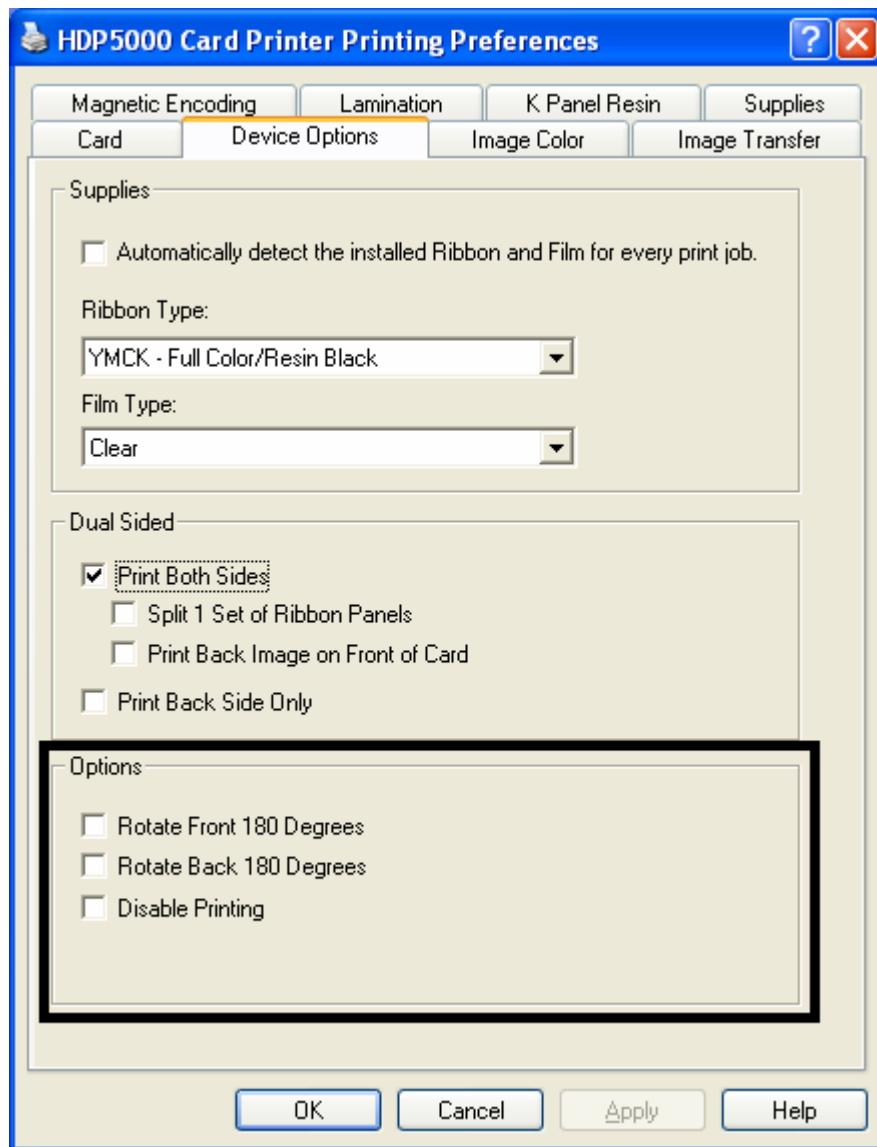 HDP5000 Card Printer Printing Preferences
Magnetic Encoding Lamination K Panel Resin Supplies
Card Device Options Image Color Image Transfer
Supplies
Automatically detect the installed Ribbon and Film for every print job.
Ribbon Type:
YMCK - Full Color/Resin Black
Film Type:
Clear
Dual Sided
Print Both Sides
Split 1 Set of Ribbon Panels
Print Back Image on Front of Card
Print Back Side Only
Options
Rotate Front 180 Degrees
Rotate Back 180 Degrees
Disable Printing
OK Cancel Apply Help